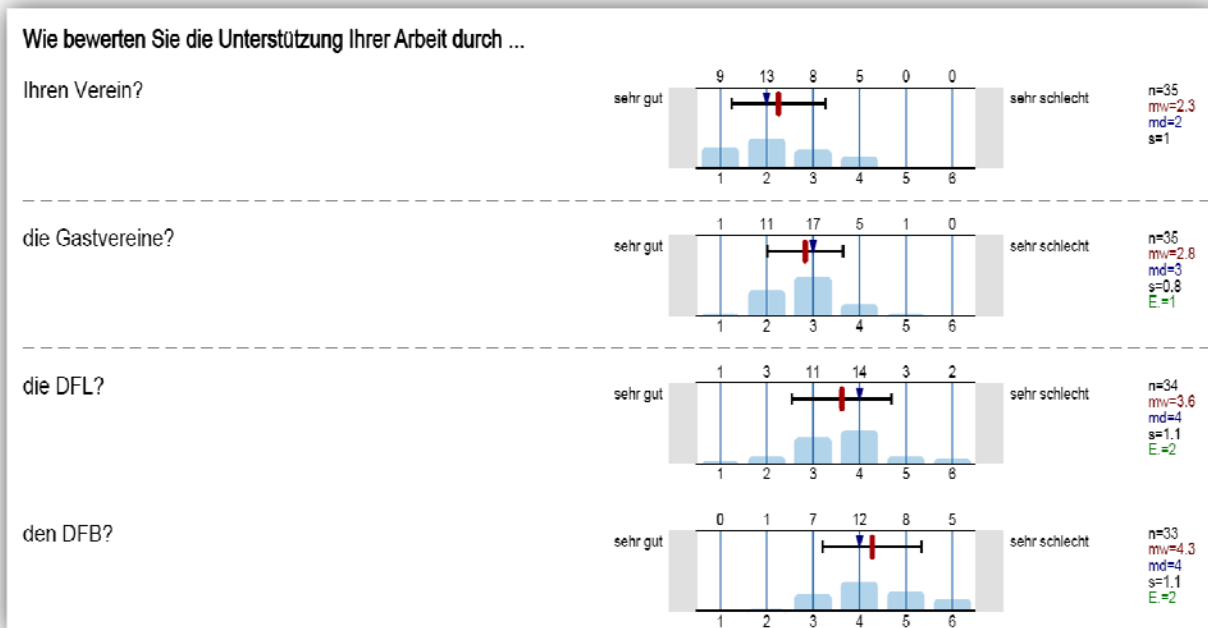 Wie bewerten Sie die Unterstützung Ihrer Arbeit durch ...
Ihren Verein?
9 13 8 5 0 0
sehr gut sehr schlecht
1 2 3 4 5 6
n=35
mw=2.3
md=2
s=1
die Gastvereine?
1 11 17 5 1 0
sehr gut sehr schlecht
1 2 3 4 5 6
n=35
mw=2.8
md=3
s=0.8
E.=1
die DFL?
1 3 11 14 3 2
sehr gut sehr schlecht
1 2 3 4 5 6
n=34
mw=3.6
md=4
s=1.1
E.=2
den DFB?
0 1 7 12 8 5
sehr gut sehr schlecht
1 2 3 4 5 6
n=33
mw=4.3
md=4
s=1.1
E.=2